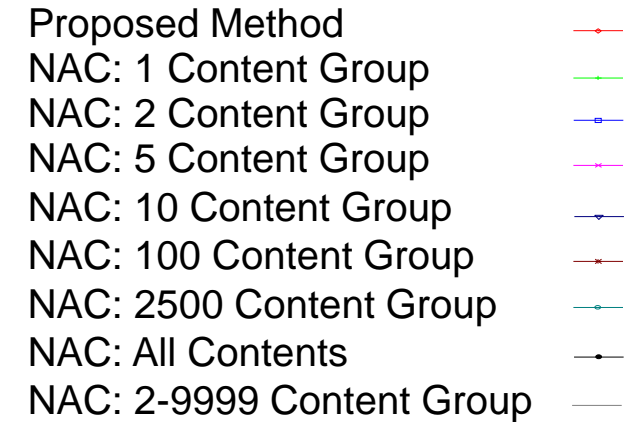 Proposed Method
NAC: 1 Content Group
NAC: 2 Content Group
NAC: 5 Content Group
NAC: 10 Content Group
NAC: 100 Content Group
NAC: 2500 Content Group
NAC: All Contents
NAC: 2-9999 Content Group